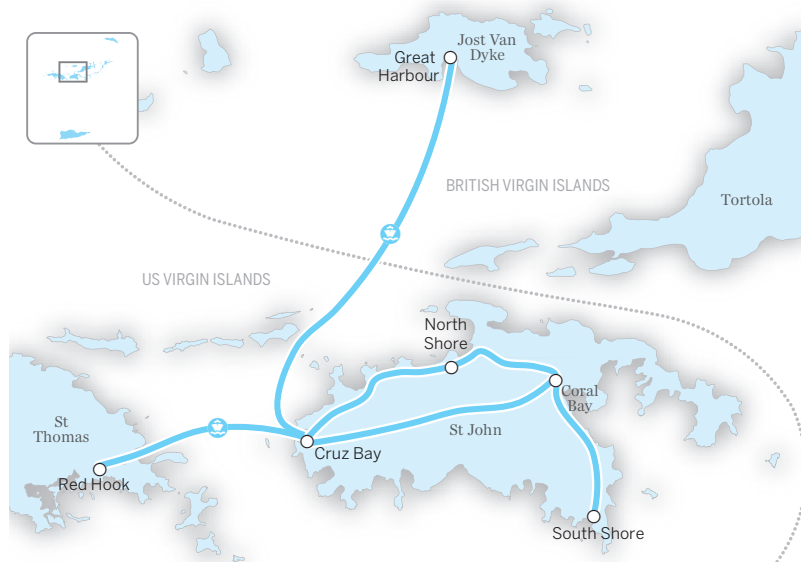 Jost Van
Dyke
Great
Harbour
BRITISH VIRGIN ISLANDS
Tortola
US VIRGIN ISLANDS
North
Shore
Coral
Bay
St
Thomas
St John
Cruz Bay
Red Hook
South Shore